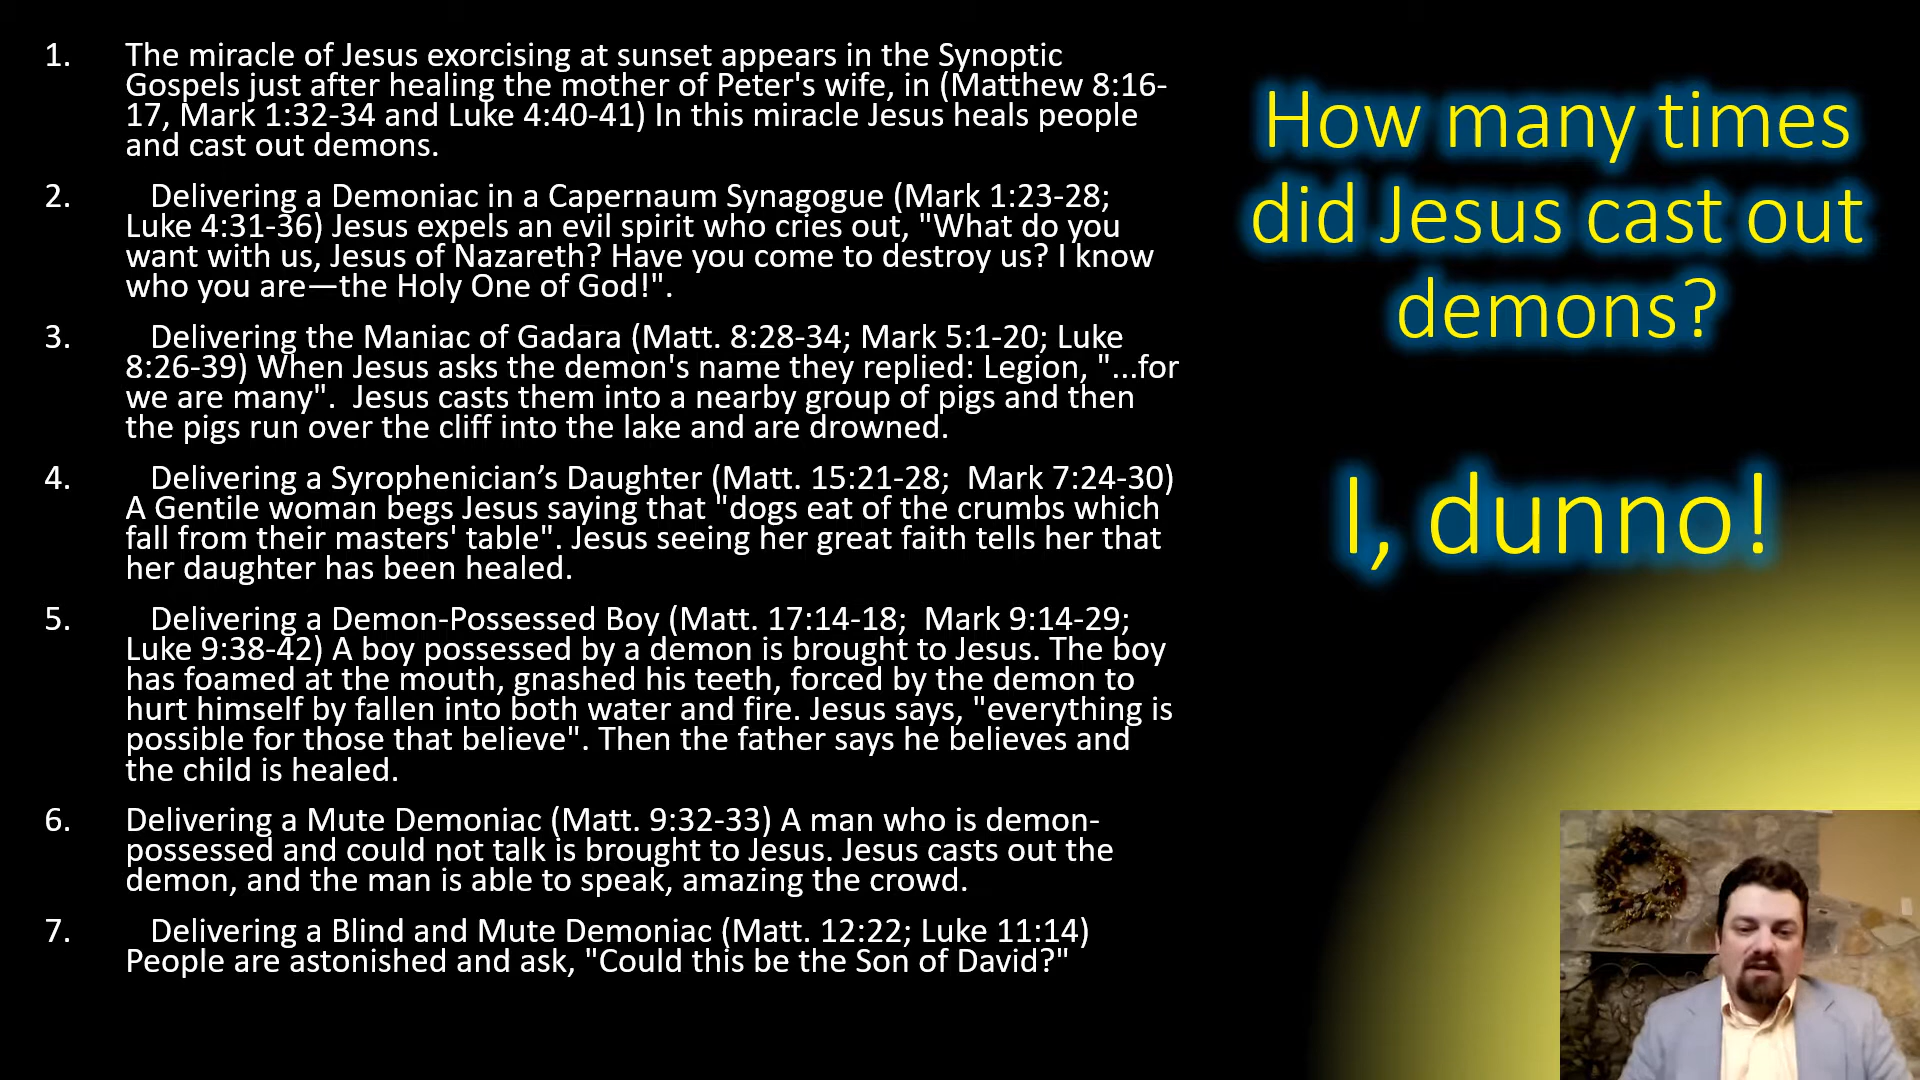 1. The miracle of Jesus exorcising at sunset appears in the Synoptic
Gospels just after healing the mother of Peter's wife, in (Matthew 8:16-
17, Mark 1:32-34 and Luke 4:40-41) In this miracle Jesus heals people
and cast out demons.
2. Delivering a Demoniac in a Capernaum Synagogue (Mark 1:23-28;
Luke 4:31-36) Jesus expels an evil spirit who cries out, "What do you
want with us, Jesus of Nazareth? Have you come to destroy us? I know
who you are—the Holy One of God!".
3. Delivering the Maniac of Gadara (Matt. 8:28-34; Mark 5:1-20; Luke
8:26-39) When Jesus asks the demon's name they replied: Legion, "...for
we are many". Jesus casts them into a nearby group of pigs and then
the pigs run over the cliff into the lake and are drowned.
4. Delivering a Syrophenician’s Daughter (Matt. 15:21-28; Mark 7:24-30)
A Gentile woman begs Jesus saying that "dogs eat of the crumbs which
fall from their masters' table". Jesus seeing her great faith tells her that
her daughter has been healed.
5. Delivering a Demon-Possessed Boy (Matt. 17:14-18; Mark 9:14-29;
Luke 9:38-42) A boy possessed by a demon is brought to Jesus. The boy
has foamed at the mouth, gnashed his teeth, forced by the demon to
hurt himself by fallen into both water and fire. Jesus says, "everything is
possible for those that believe". Then the father says he believes and
the child is healed.
6. Delivering a Mute Demoniac (Matt. 9:32-33) A man who is demon-
possessed and could not talk is brought to Jesus. Jesus casts out the
demon, and the man is able to speak, amazing the crowd.
7. Delivering a Blind and Mute Demoniac (Matt. 12:22; Luke 11:14)
People are astonished and ask, "Could this be the Son of David?"
How many times
did Jesus cast out
demons?
I, dunno!